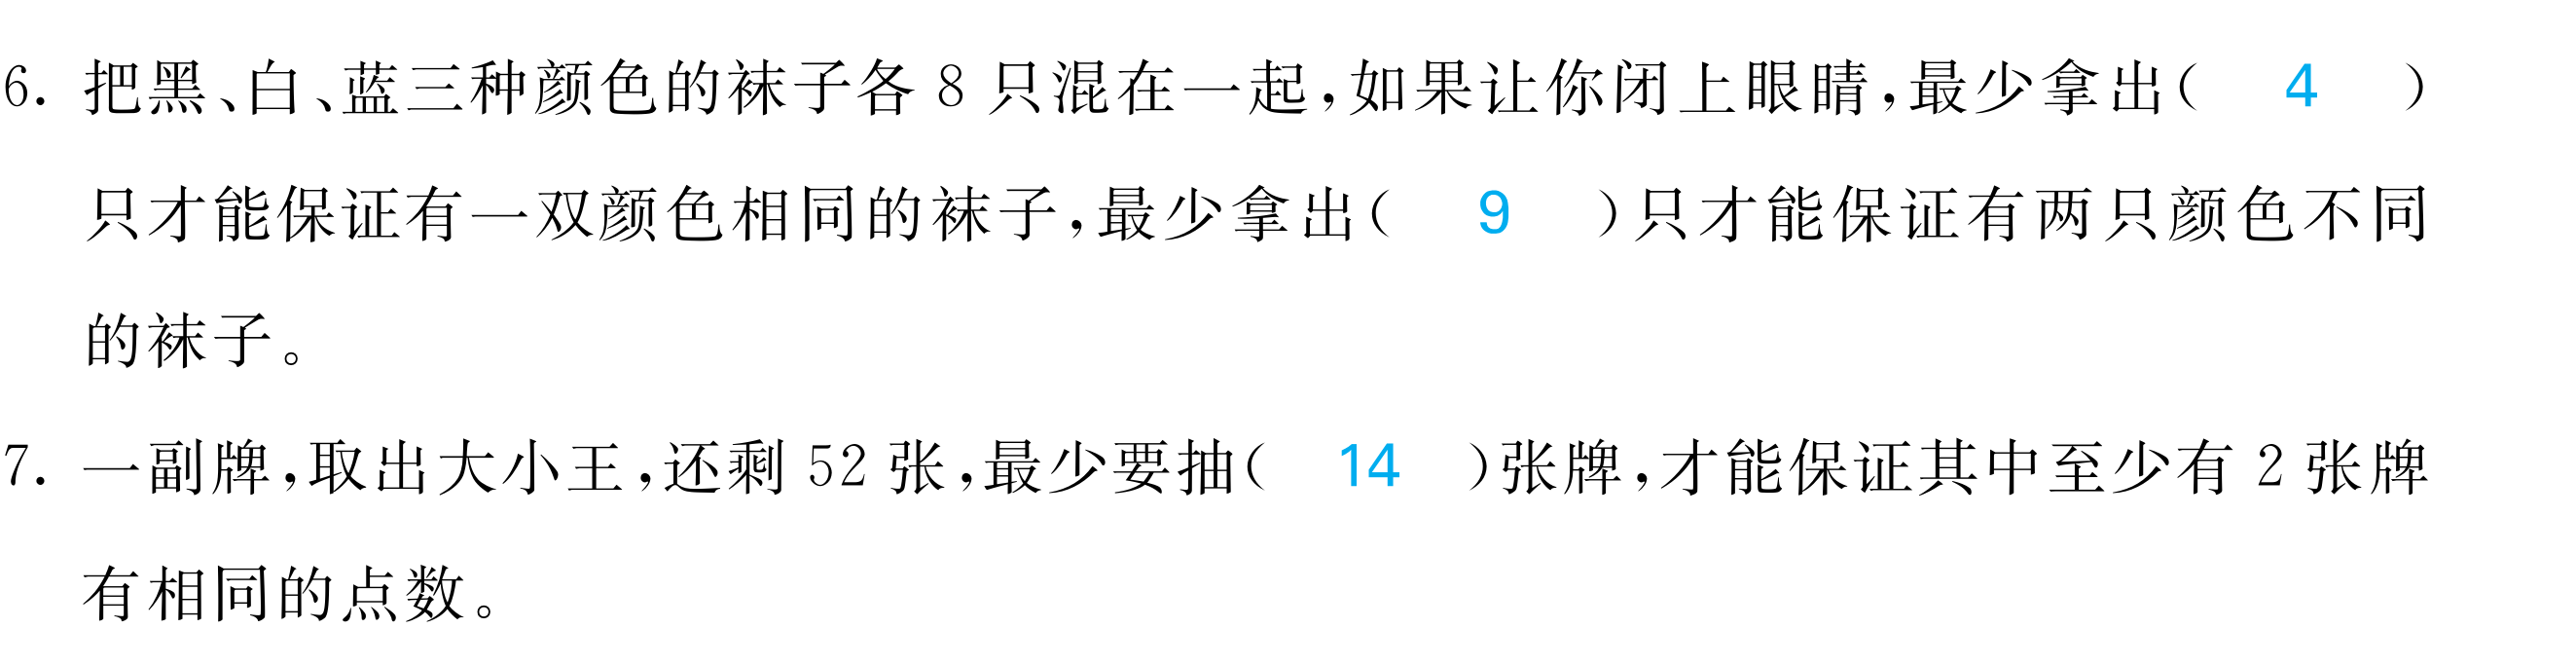 6. 把黑、白、蓝三种颜色的袜子各 8 只混在一起,如果让你闭上眼睛,最少拿出( 4 )
只才能保证有一双颜色相同的袜子,最少拿出( 9 )只才能保证有两只颜色不同
的袜子。
7. 一副牌,取出大小王,还剩 52 张,最少要抽( 14 )张牌,才能保证其中至少有 2 张牌
有相同的点数。